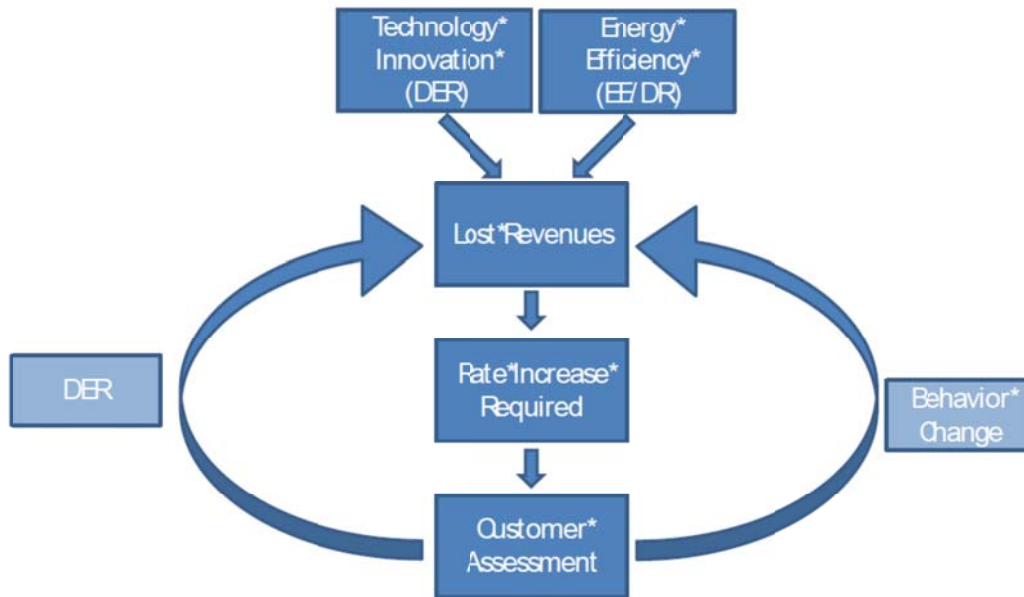 Technology*
Innovation*
(DER)
Energy*
Efficiency*
(EE/DR)
Lost*Revenues
DER
Rate*Increase*
Required
Behavior*
Change
Customer*
Assessment